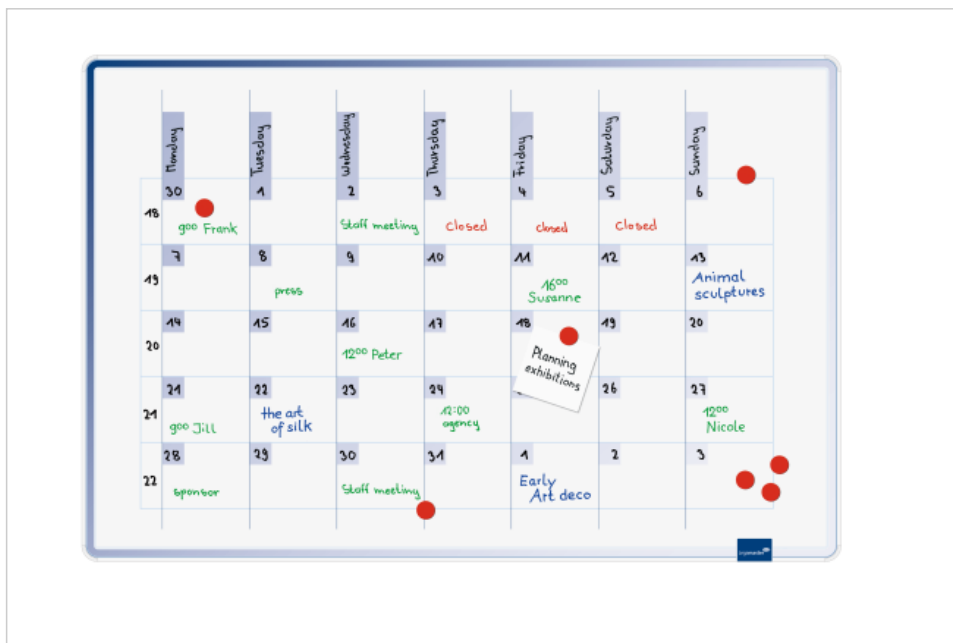 Monday Tuesday Wednesday Thursday Friday Saturday Sunday
18 30 1 2 3 4 5 6
9⁰⁰ Frank Staff meeting Closed closed Closed
19 7 8 9 10 11 12 13
press 16⁰⁰ Susanne Animal sculptures
20 14 15 16 17 18 19 20
12⁰⁰ Peter Planning exhibitions
21 21 22 23 24 26 27
9⁰⁰ Jill the art of silk 12:00 agency 12⁰⁰ Nicole
22 28 29 30 31 1 2 3
sponsor Staff meeting Early Art deco
legamaster